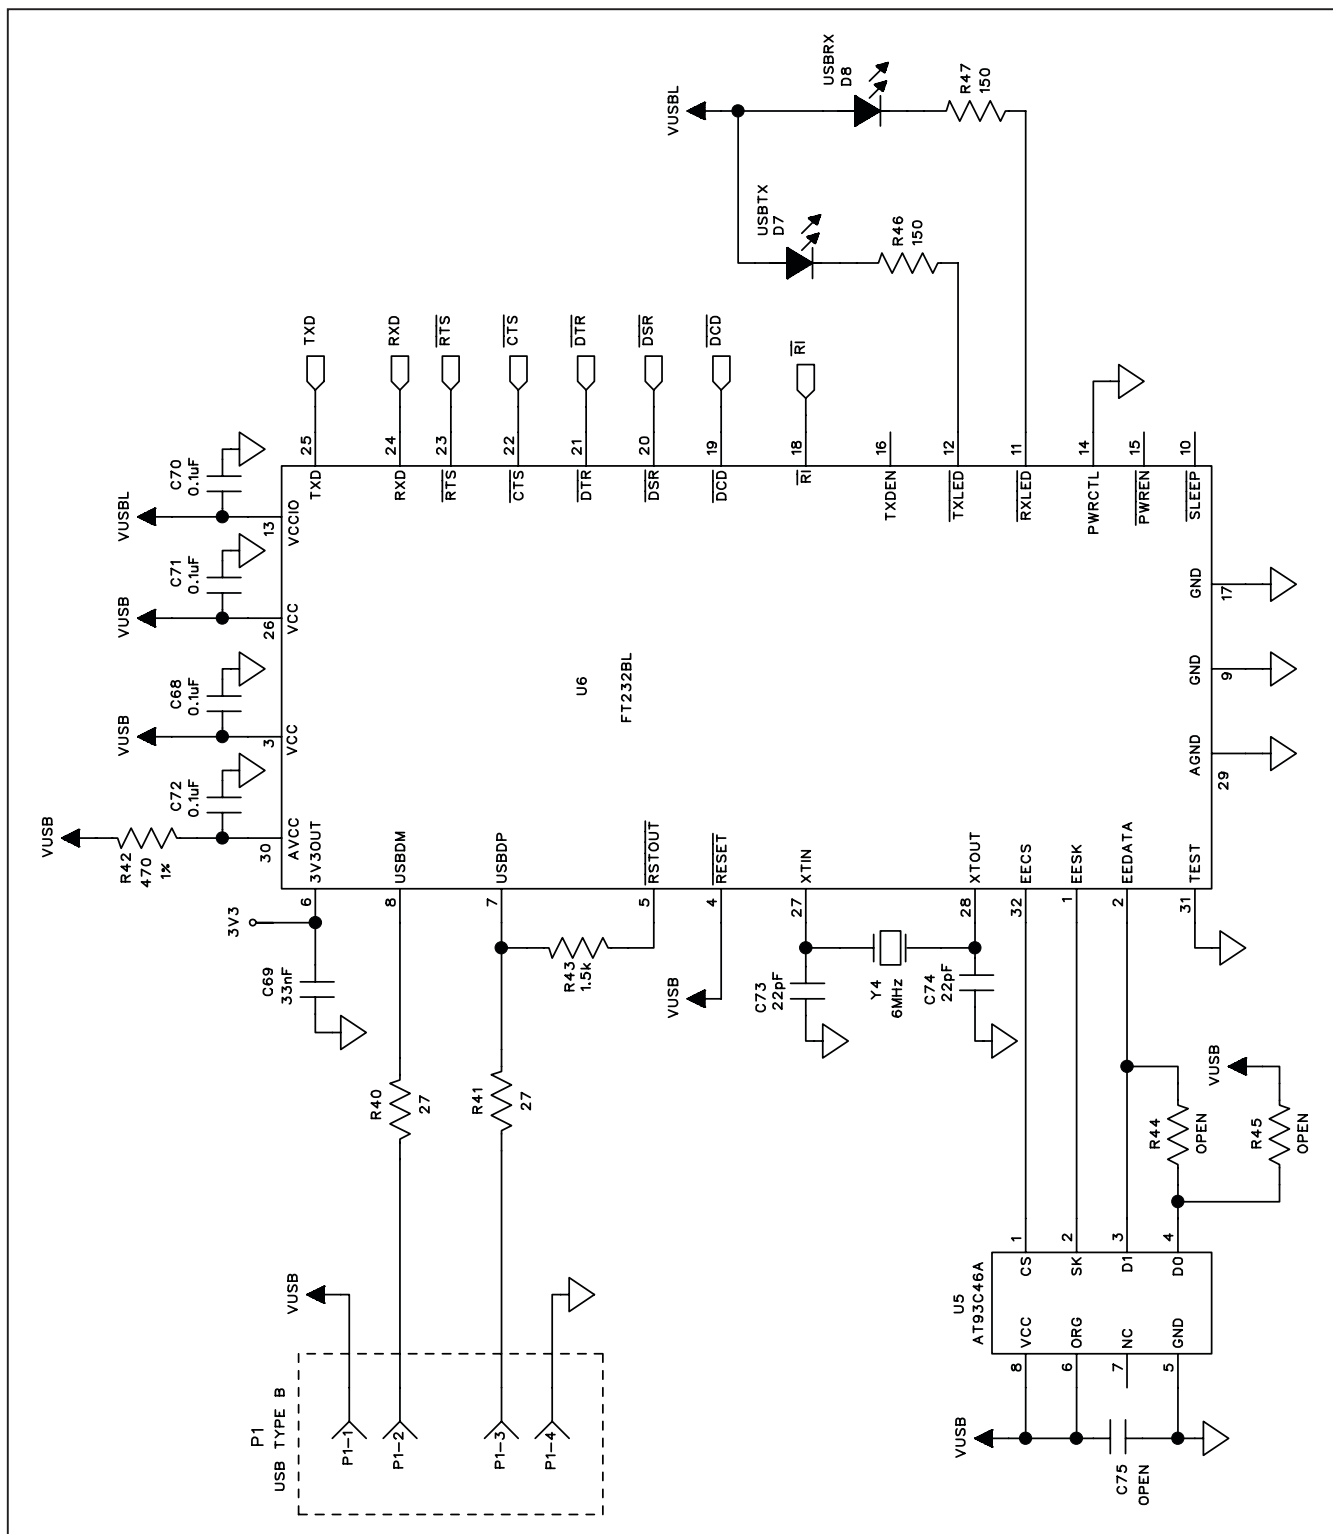 P1
USB TYPE B
P1-1
P1-2
P1-3
P1-4
VUSB
R40
27
R41
27
3V3
C69
33nF
R43
1.5k
VUSB
C73
22pF
Y4
6MHz
C74
22pF
VUSB
R42
470
1%
C72
0.1uF
VUSB
C68
0.1uF
VUSB
C71
0.1uF
VUSBL
C70
0.1uF
30
AVCC
3
VCC
26
VCC
13
VCCIO
6
3V3OUT
8
USBDM
7
USBDP
5
RSTOUT
4
RESET
27
XTIN
28
XTOUT
32
EECS
1
EESK
2
EEDATA
31
TEST
U6
FT232BL
25
TXD
TXD
24
RXD
RXD
23
RTS
RTS
22
CTS
CTS
21
DTR
DTR
20
DSR
DSR
19
DCD
DCD
18
RI
RI
16
TXDEN
12
TXLED
11
RXLED
14
PWRCTL
15
PWREN
10
SLEEP
AGND
29
GND
9
GND
17
VUSBL
USBTX
D7
R46
150
USBRX
D8
R47
150
U5
AT93C46A
VUSB
8
VCC
6
ORG
7
NC
5
GND
CS
1
SK
2
D1
3
D0
4
C75
OPEN
R44
OPEN
VUSB
R45
OPEN